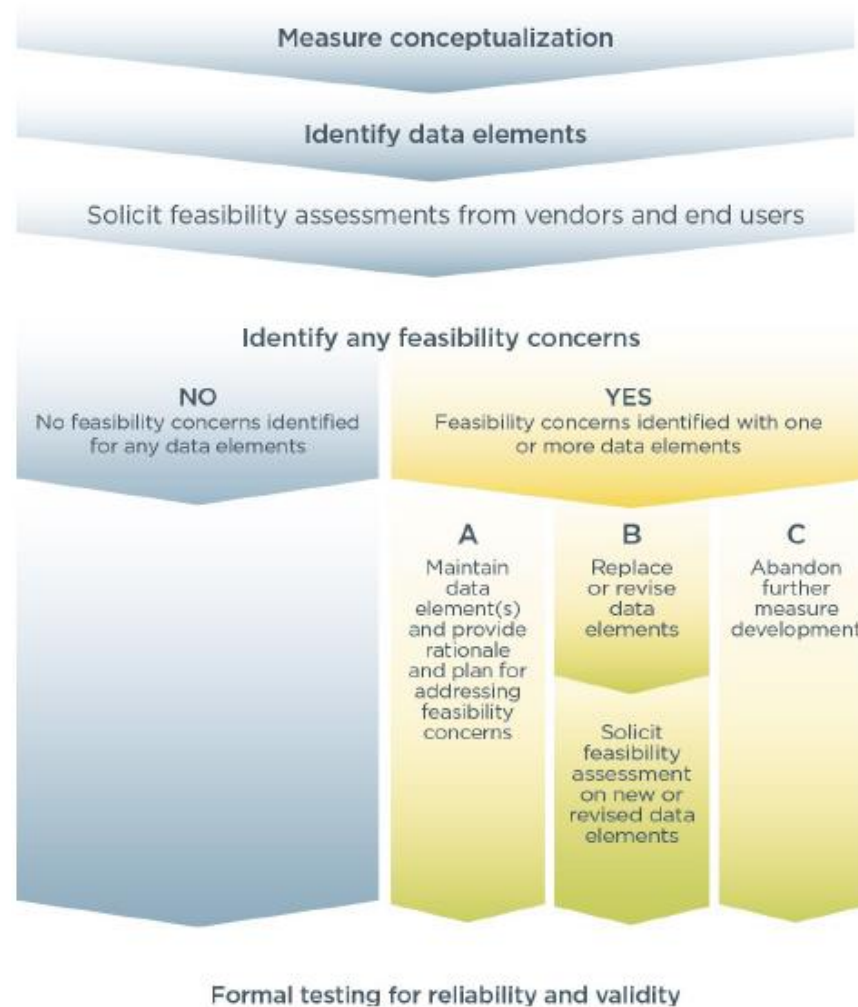 Measure conceptualization
Identify data elements
Solicit feasibility assessments from vendors and end users
Identify any feasibility concerns
NO
No feasibility concerns identified
for any data elements
YES
Feasibility concerns identified with one
or more data elements
A
Maintain
data
element(s)
and provide
rationale
and plan for
addressing
feasibility
concerns
B
Replace
or revise
data
elements
Solicit
feasibility
assessment
on new or
revised data
elements
C
Abandon
further
measure
development
Formal testing for reliability and validity